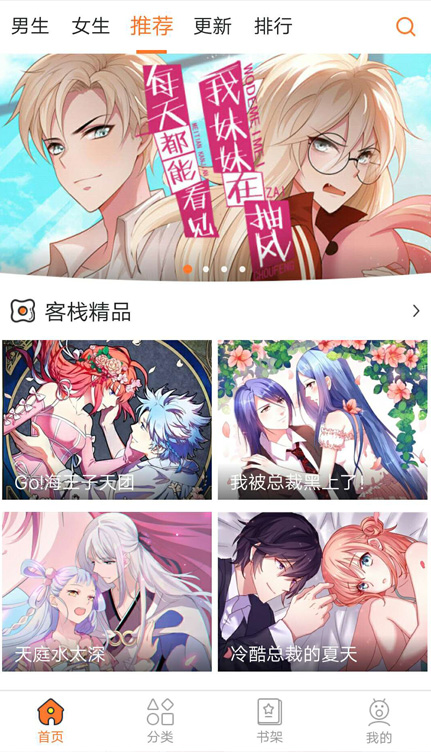 男生 女生 推荐 更新 排行
每天都能看见
我妹妹在抽风
客栈精品
Go!海王子天团
我被总裁黑上了!
天庭水太深
冷酷总裁的夏天
首页 分类 书架 我的